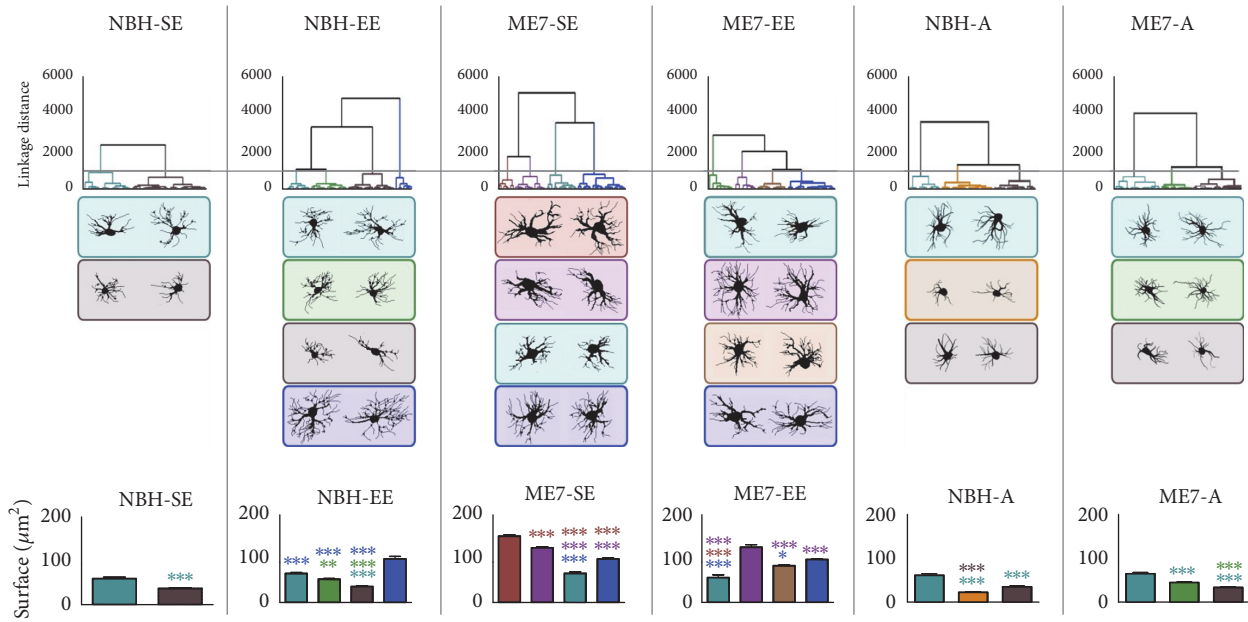 NBH-SE NBH-EE ME7-SE ME7-EE NBH-A ME7-A
Linkage distance
6000 6000 6000 6000 6000 6000
4000 4000 4000 4000 4000 4000
2000 2000 2000 2000 2000 2000
0 0 0 0 0 0
NBH-SE NBH-EE ME7-SE ME7-EE NBH-A ME7-A
Surface (μm²)
200 200 200 200 200 200
100 100 100 100 100 100
0 0 0 0 0 0
***
*** *** ** *** *** ***
*** *** *** *** *** ***
*** *** *** *** * ***
*** *** ***
*** *** ***